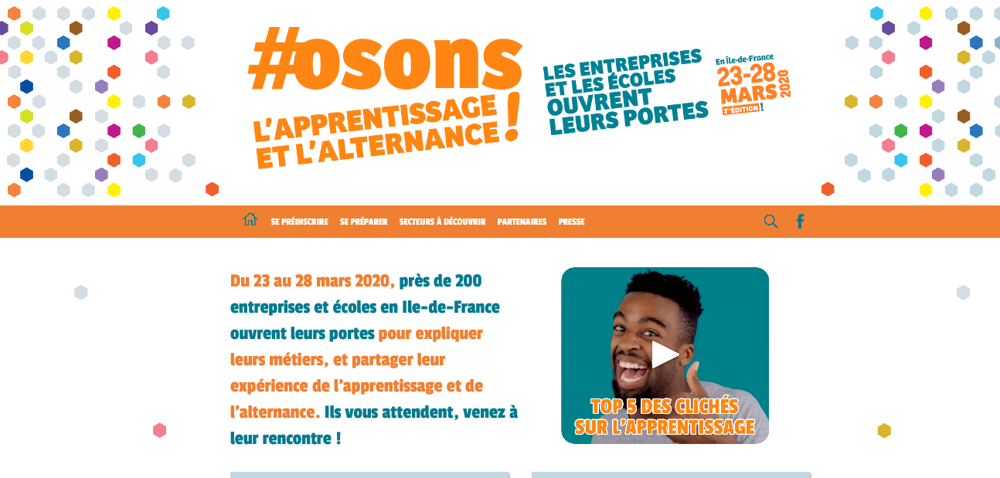 #osons
L'APPRENTISSAGE
ET L'ALTERNANCE !
LES ENTREPRISES
ET LES ÉCOLES
OUVRENT
LEURS PORTES
En Île-de-France
23-28
MARS 2020
3ème ÉDITION !
SE PRÉINSCRIRE SE PRÉPARER SECTEURS À DÉCOUVRIR PARTENAIRES PRESSE
Du 23 au 28 mars 2020, près de 200
entreprises et écoles en Ile-de-France
ouvrent leurs portes pour expliquer
leurs métiers, et partager leur
expérience de l'apprentissage et de
l'alternance. Ils vous attendent, venez à
leur rencontre !
TOP 5 DES CLICHÉS
SUR L'APPRENTISSAGE